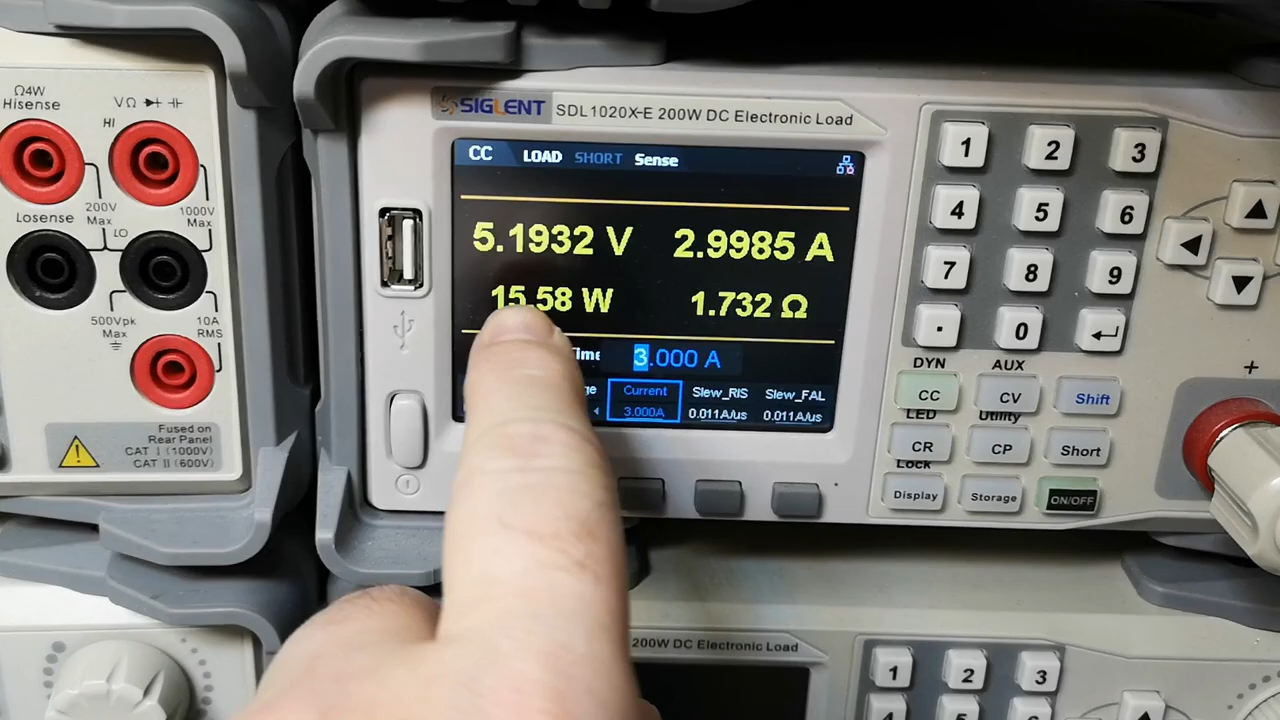 Ω4W
Hisense
VΩ
HI
200V
Max
1000V
Max
Losense
LO
500Vpk
Max
10A
RMS
Fused on
Rear Panel
CAT I (1000V)
CAT II (600V)
SIGLENT
SDL1020X-E 200W DC Electronic Load
CC LOAD SHORT Sense
5.1932 V 2.9985 A
15.58 W 1.732 Ω
3.000 A
Current Slew_RIS Slew_FAL
3.000A 0.011A/us 0.011A/us
1 2 3
4 5 6
7 8 9
. 0
DYN AUX
CC CV Shift
LED Utility
CR CP Short
Lock
Display Storage ON/OFF
+
200W DC Electronic Load
1 2 3